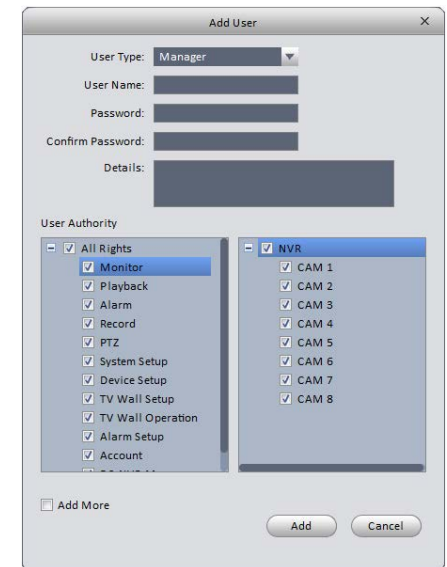 Add User
User Type: Manager
User Name:
Password:
Confirm Password:
Details:
User Authority
All Rights
Monitor
Playback
Alarm
Record
PTZ
System Setup
Device Setup
TV Wall Setup
TV Wall Operation
Alarm Setup
Account
NVR
CAM 1
CAM 2
CAM 3
CAM 4
CAM 5
CAM 6
CAM 7
CAM 8
Add More
Add
Cancel